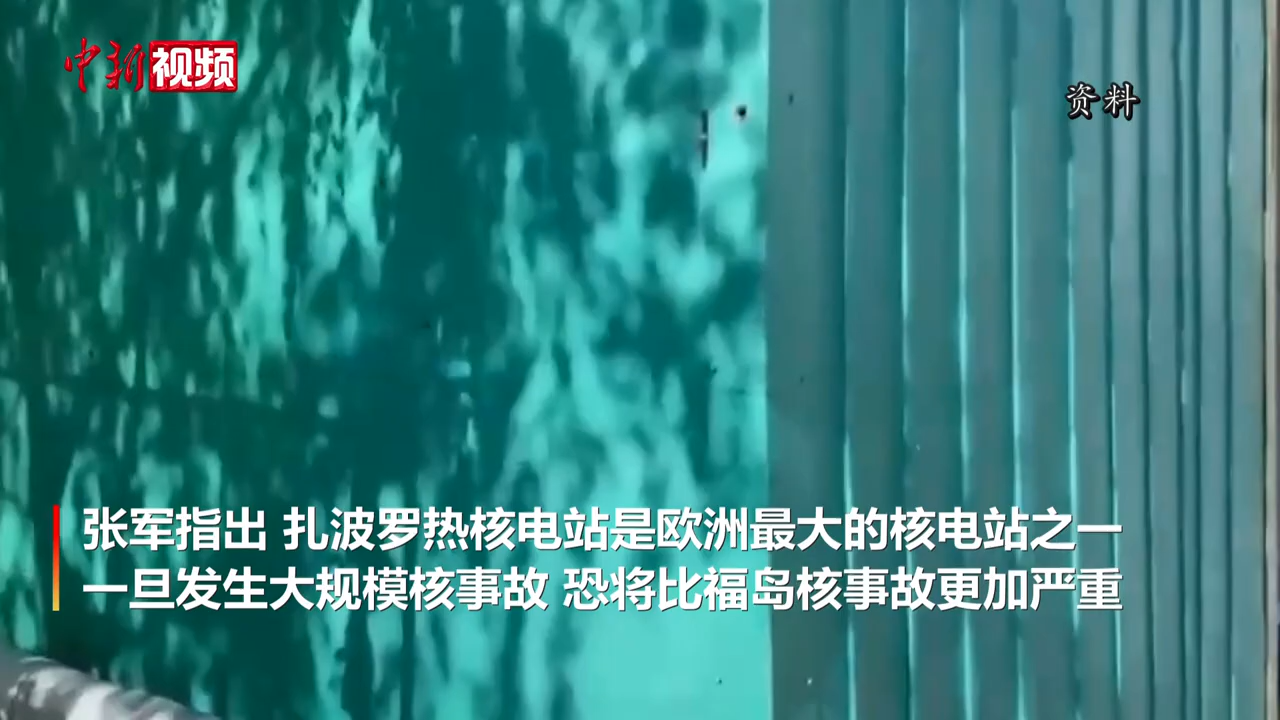 中新视频
资料
张军指出 扎波罗热核电站是欧洲最大的核电站之一
一旦发生大规模核事故 恐将比福岛核事故更加严重